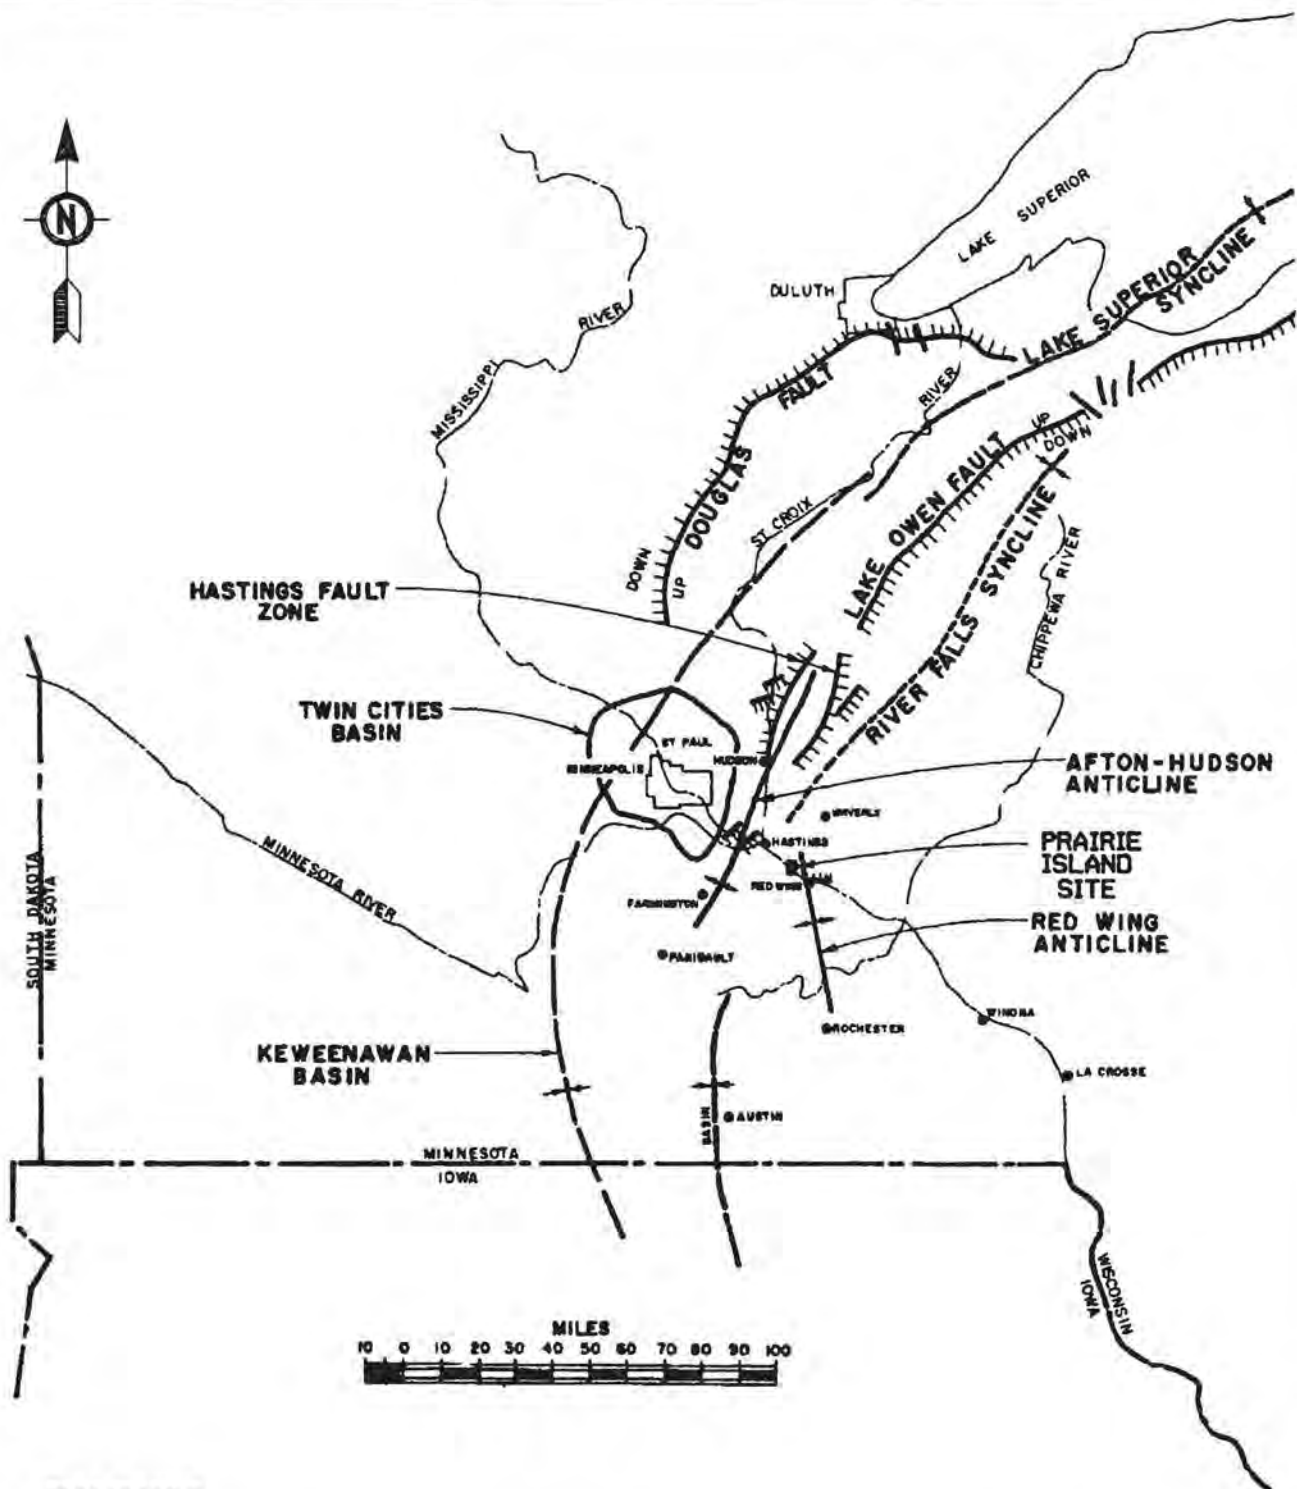 N
LAKE SUPERIOR
DULUTH
LAKE SUPERIOR
SYNCLINE
RIVER
MISSISSIPPI
FAULT
DOUGLAS
RIVER
ST CROIX
UP
DOWN
LAKE OWEN FAULT
RIVER FALLS SYNCLINE
CHIPPEWA RIVER
DOWN
UP
HASTINGS FAULT
ZONE
TWIN CITIES
BASIN
ST PAUL
MINNEAPOLIS
HUDSON
AFTON-HUDSON
ANTICLINE
WAVERLY
HASTINGS
PRAIRIE
ISLAND
SITE
RED WING
FARMINGTON
RED WING
ANTICLINE
MINNESOTA RIVER
SOUTH DAKOTA
MINNESOTA
FARIBAULT
ROCHESTER
WINONA
KEWEENAWAN
BASIN
LA CROSSE
BASIN
AUSTIN
MINNESOTA
IOWA
WISCONSIN
IOWA
MILES
10 0 10 20 30 40 50 60 70 80 90 100